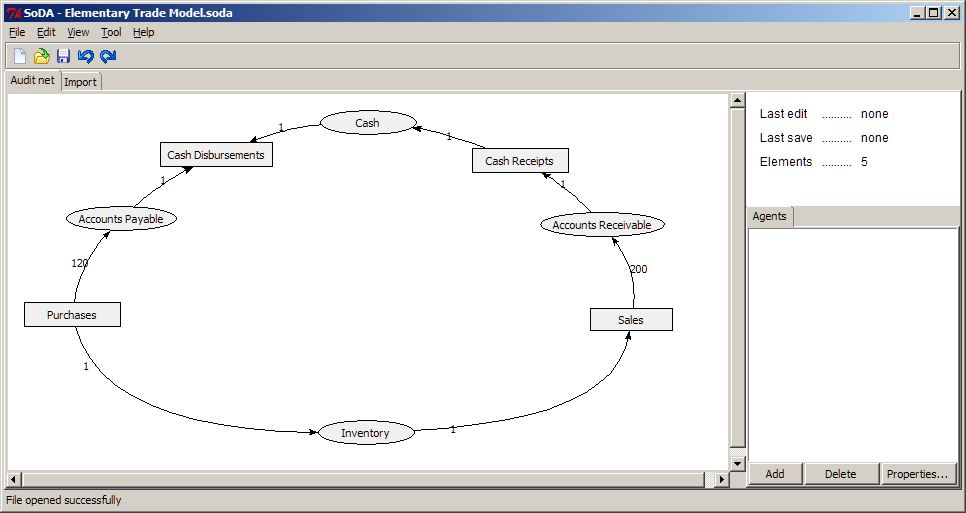 SoDA - Elementary Trade Model.soda
File Edit View Tool Help
Audit net Import
Cash
1
1
Cash Disbursements
Cash Receipts
1
1
Accounts Payable
Accounts Receivable
120
200
Purchases
Sales
1
Inventory
1
Last edit .......... none
Last save .......... none
Elements .......... 5
Agents
Add Delete Properties...
File opened successfully